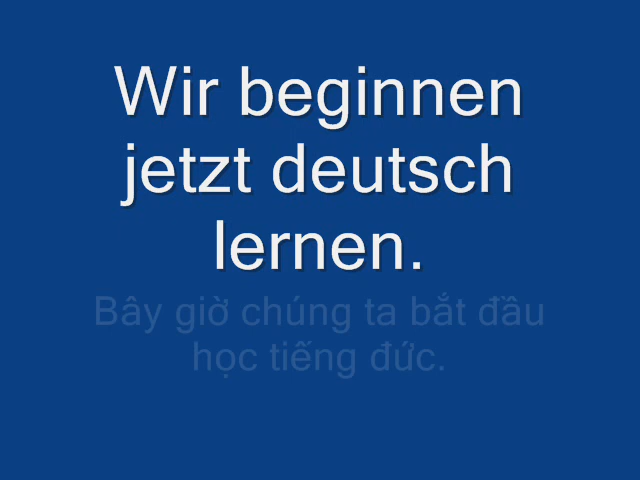 Wir beginnen
jetzt deutsch
lernen.
Bây giờ chúng ta bắt đầu
học tiếng đức.